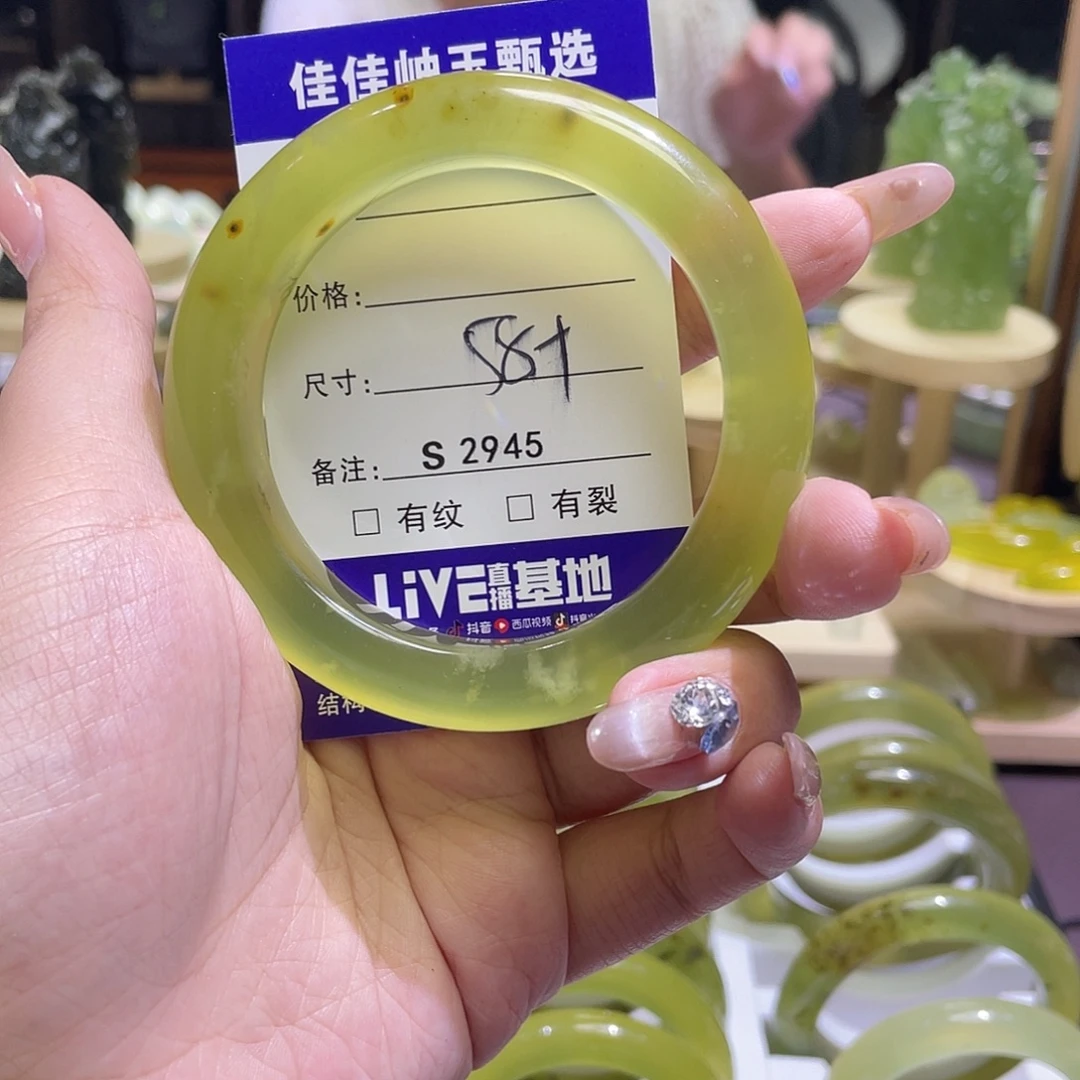 佳佳岫玉甄选
价格:
尺寸:
备注: S 2945
□ 有纹 □ 有裂
LiVE直播基地
抖音 西瓜视频 抖音
结构